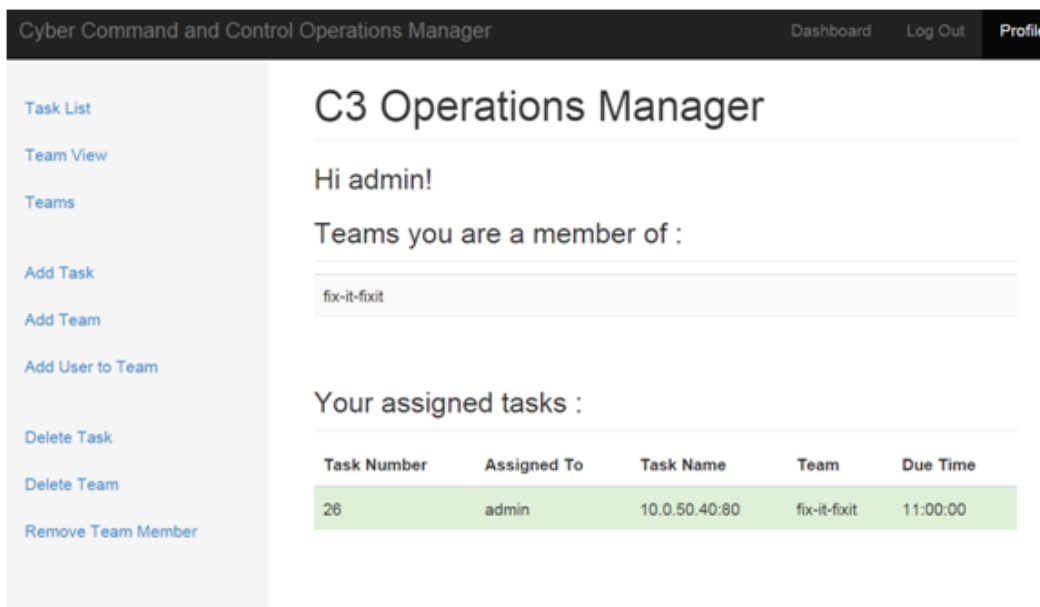 Cyber Command and Control Operations Manager Dashboard Log Out Profile
Task List
Team View
Teams
Add Task
Add Team
Add User to Team
Delete Task
Delete Team
Remove Team Member
C3 Operations Manager
Hi admin!
Teams you are a member of :
fix-it-fixit
Your assigned tasks :
Task Number Assigned To Task Name Team Due Time
26 admin 10.0.50.40:80 fix-it-fixit 11:00:00